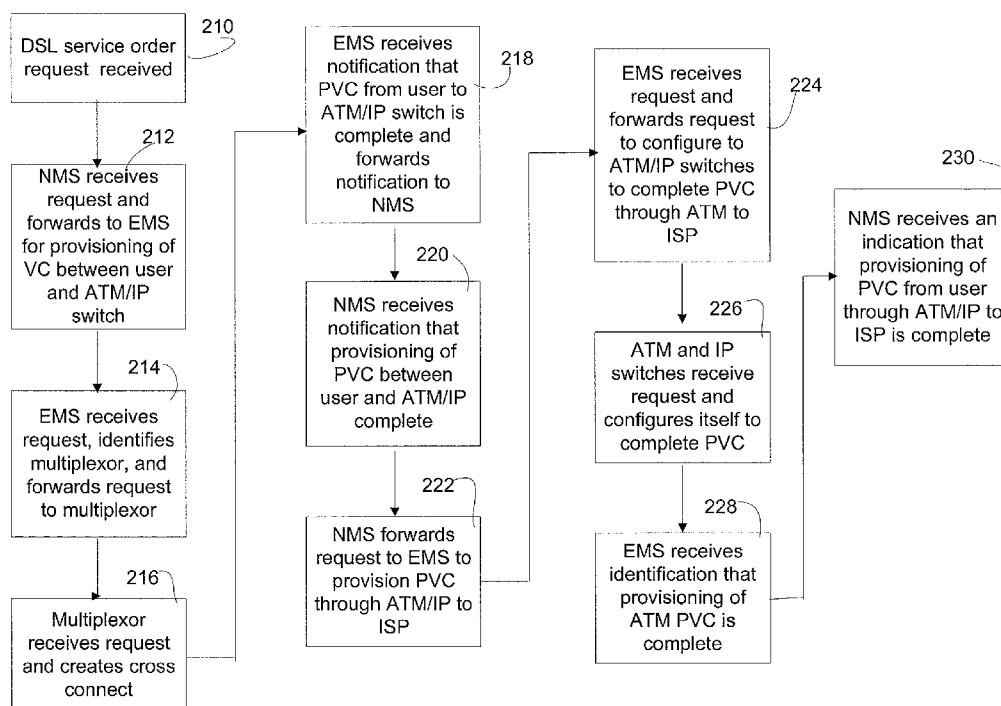 210
DSL service order
request received
212
NMS receives
request and
forwards to EMS
for provisioning of
VC between user
and ATM/IP
switch
214
EMS receives
request, identifies
multiplexor, and
forwards request
to multiplexor
216
Multiplexor
receives request
and creates cross
connect
218
EMS receives
notification that
PVC from user to
ATM/IP switch is
complete and
forwards
notification to
NMS
220
NMS receives
notification that
provisioning of
PVC between
user and ATM/IP
complete
222
NMS forwards
request to EMS to
provision PVC
through ATM/IP to
ISP
224
EMS receives
request and
forwards request
to configure to
ATM/IP switches
to complete PVC
through ATM to
ISP
226
ATM and IP
switches receive
request and
configures itself to
complete PVC
228
EMS receives
identification that
provisioning of
ATM PVC is
complete
230
NMS receives an
indication that
provisioning of
PVC from user
through ATM/IP to
ISP is complete